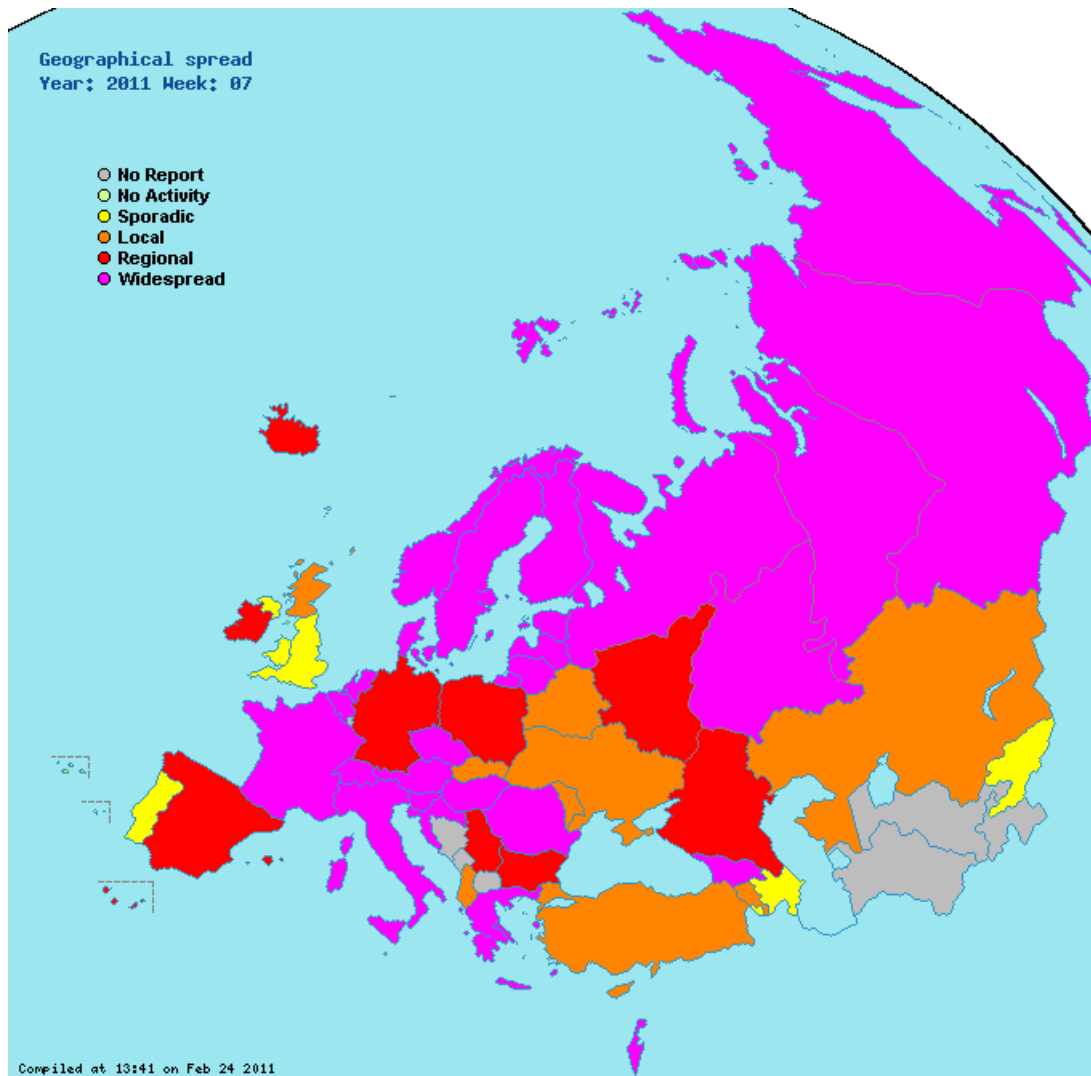 Geographical spread
Year: 2011 Week: 07
No Report
No Activity
Sporadic
Local
Regional
Widespread
Compiled at 13:41 on Feb 24 2011